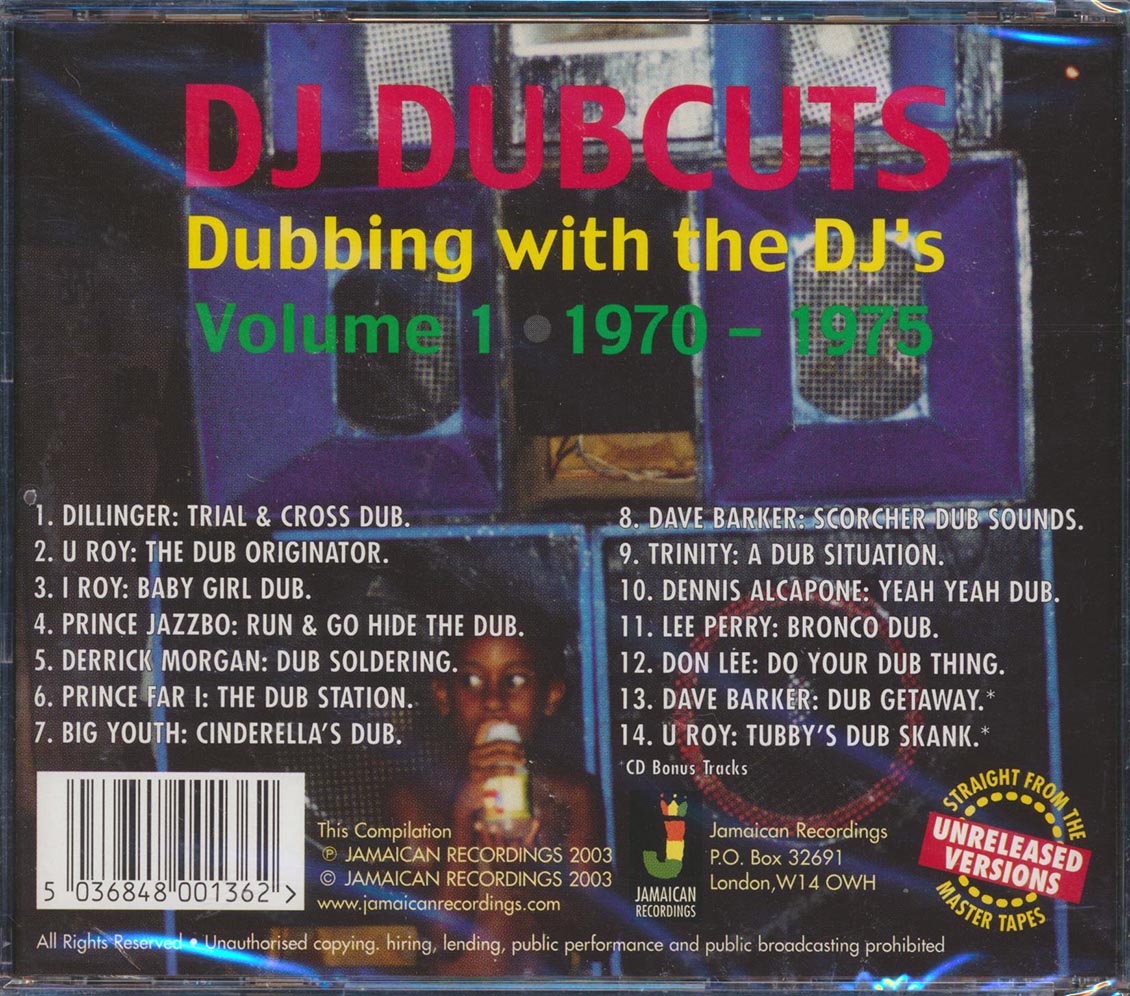 DJ DUBCUTS
Dubbing with the DJ's
Volume 1 • 1970 – 1975
1. DILLINGER: TRIAL & CROSS DUB.
2. U ROY: THE DUB ORIGINATOR.
3. I ROY: BABY GIRL DUB.
4. PRINCE JAZZBO: RUN & GO HIDE THE DUB.
5. DERRICK MORGAN: DUB SOLDERING.
6. PRINCE FAR I: THE DUB STATION.
7. BIG YOUTH: CINDERELLA'S DUB.
8. DAVE BARKER: SCORCHER DUB SOUNDS.
9. TRINITY: A DUB SITUATION.
10. DENNIS ALCAPONE: YEAH YEAH DUB.
11. LEE PERRY: BRONCO DUB.
12. DON LEE: DO YOUR DUB THING.
13. DAVE BARKER: DUB GETAWAY.*
14. U ROY: TUBBY'S DUB SKANK.*
*CD Bonus Tracks
5 036848 001362 >
This Compilation
℗ JAMAICAN RECORDINGS 2003
© JAMAICAN RECORDINGS 2003
www.jamaicanrecordings.com
J
JAMAICAN
RECORDINGS
Jamaican Recordings
P.O. Box 32691
London,W14 OWH
STRAIGHT FROM THE
UNRELEASED
VERSIONS
MASTER TAPES
All Rights Reserved • Unauthorised copying. hiring, lending, public performance and public broadcasting prohibited